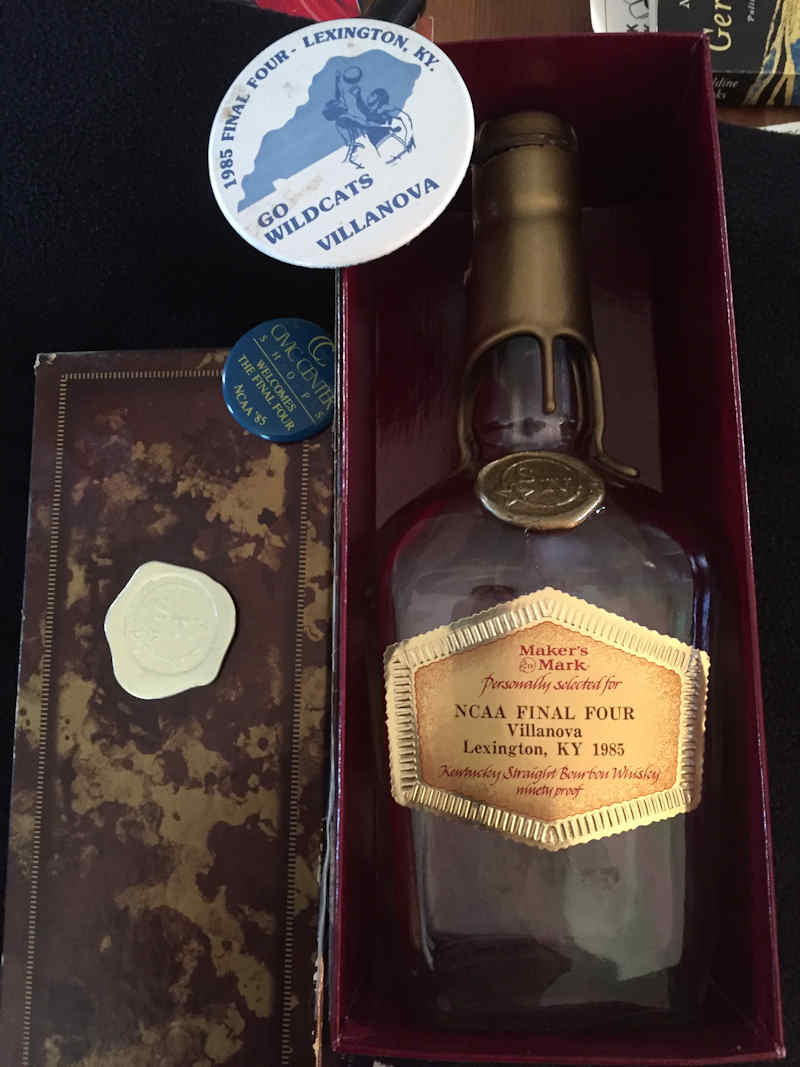 1985 FINAL FOUR - LEXINGTON, KY.
GO
WILDCATS
VILLANOVA
CIVIC CENTER
SHOPS
WELCOMES
THE FINAL FOUR
NCAA '85
Maker's
Mark
Personally selected for
NCAA FINAL FOUR
Villanova
Lexington, KY 1985
Kentucky Straight Bourbon Whisky
ninety proof